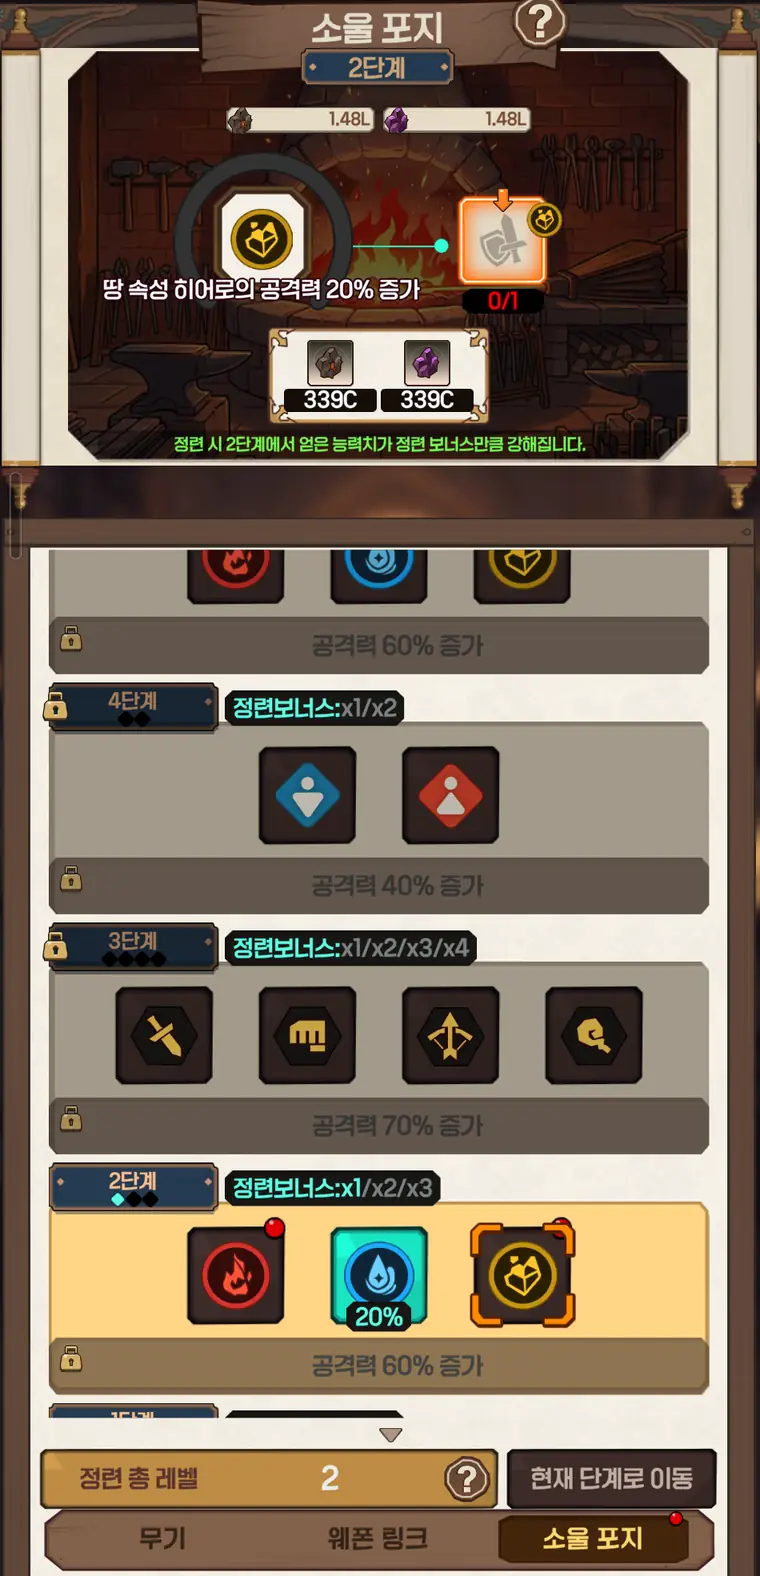 소울 포지
?
2단계
1.48L
1.48L
땅 속성 히어로의 공격력 20% 증가
0/1
339C
339C
정련 시 2단계에서 얻은 능력치가 정련 보너스만큼 강해집니다.
공격력 60% 증가
4단계
정련보너스:x1/x2
공격력 40% 증가
3단계
정련보너스:x1/x2/x3/x4
공격력 70% 증가
2단계
정련보너스:x1/x2/x3
20%
공격력 60% 증가
1단계
정련 총 레벨
2
?
현재 단계로 이동
무기
웨폰 링크
소울 포지